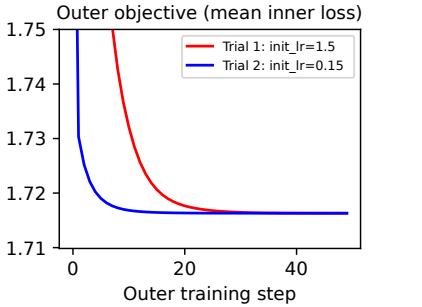 Outer objective (mean inner loss)
1.75
1.74
1.73
1.72
1.71
Trial 1: init_lr=1.5
Trial 2: init_lr=0.15
0
20
40
Outer training step